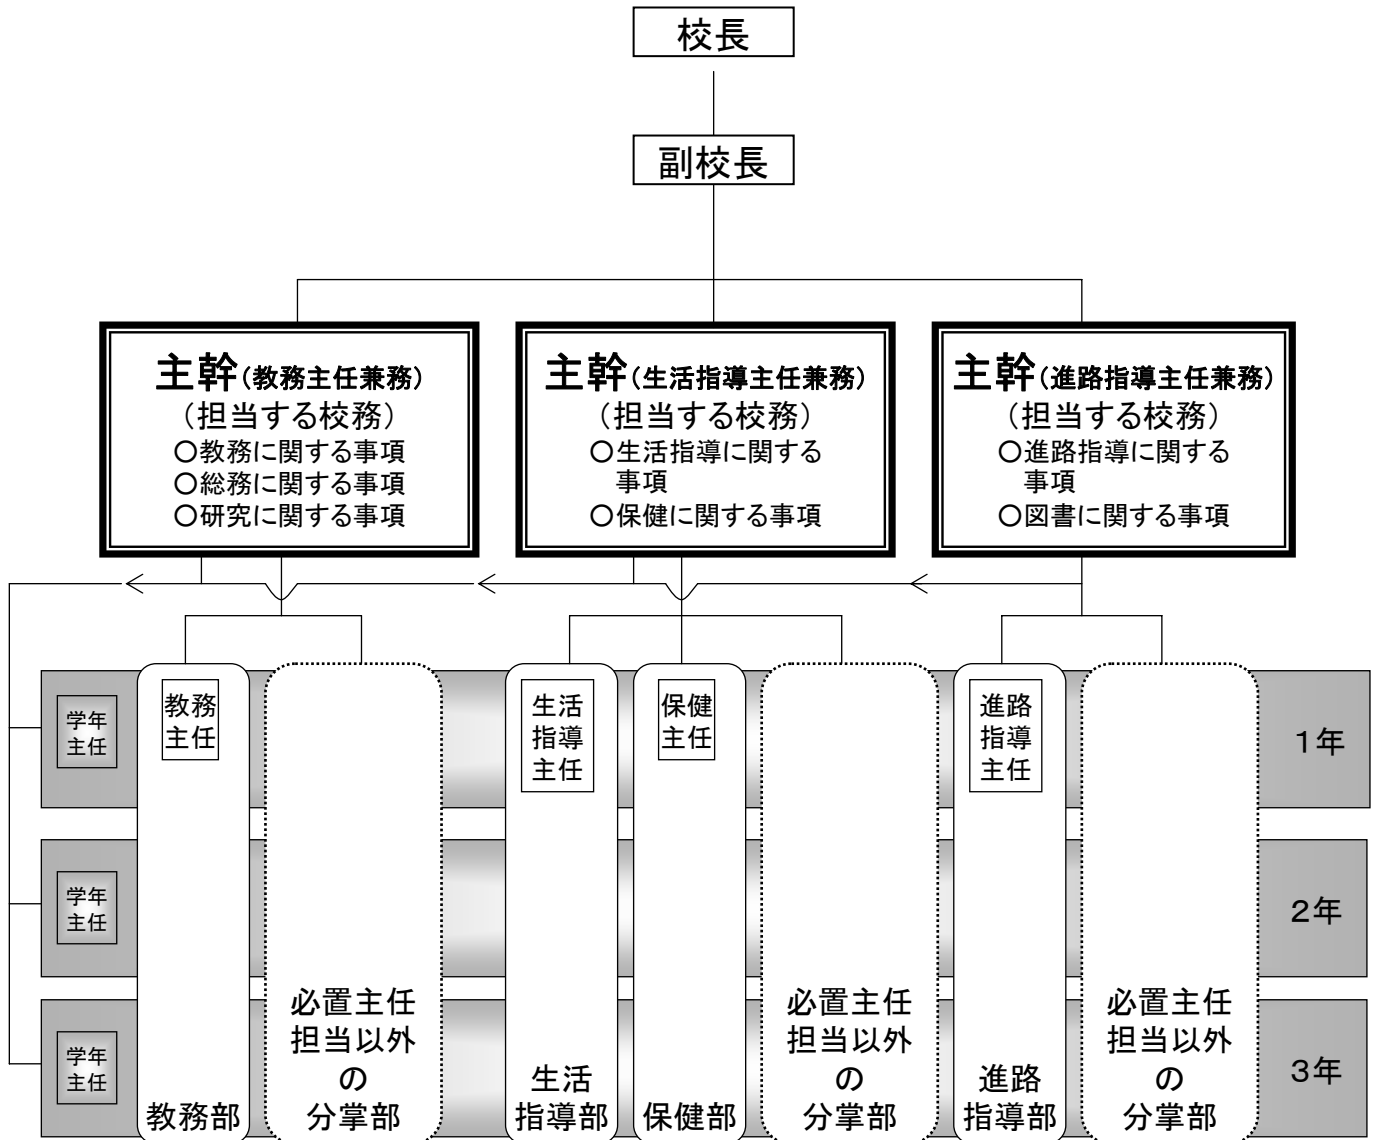 校長
副校長
主幹(教務主任兼務)
(担当する校務)
○教務に関する事項
○総務に関する事項
○研究に関する事項
主幹(生活指導主任兼務)
(担当する校務)
○生活指導に関する
事項
○保健に関する事項
主幹(進路指導主任兼務)
(担当する校務)
○進路指導に関する
事項
○図書に関する事項
学年
主任
教務
主任
生活
指導
主任
保健
主任
進路
指導
主任
1年
学年
主任
2年
学年
主任
3年
教務部
必置主任
担当以外
の
分掌部
生活
指導部
保健部
必置主任
担当以外
の
分掌部
進路
指導部
必置主任
担当以外
の
分掌部